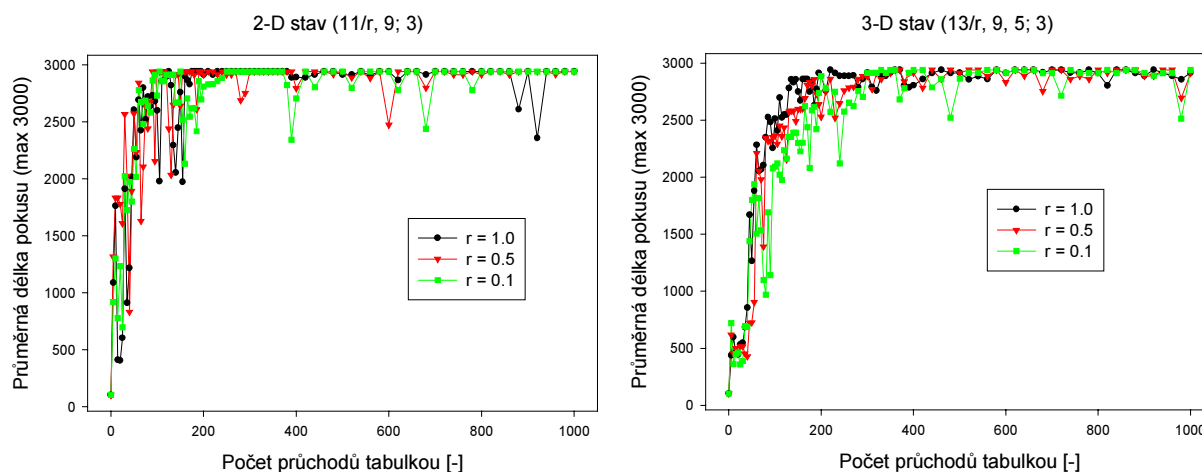 2-D stav (11/r, 9; 3)
Průměrná délka pokusu (max 3000)
3000
2500
2000
1500
1000
500
0
r = 1.0
r = 0.5
r = 0.1
0 200 400 600 800 1000
Počet průchodů tabulkou [-]
3-D stav (13/r, 9, 5; 3)
Průměrná délka pokusu (max 3000)
3000
2500
2000
1500
1000
500
0
r = 1.0
r = 0.5
r = 0.1
0 200 400 600 800 1000
Počet průchodů tabulkou [-]